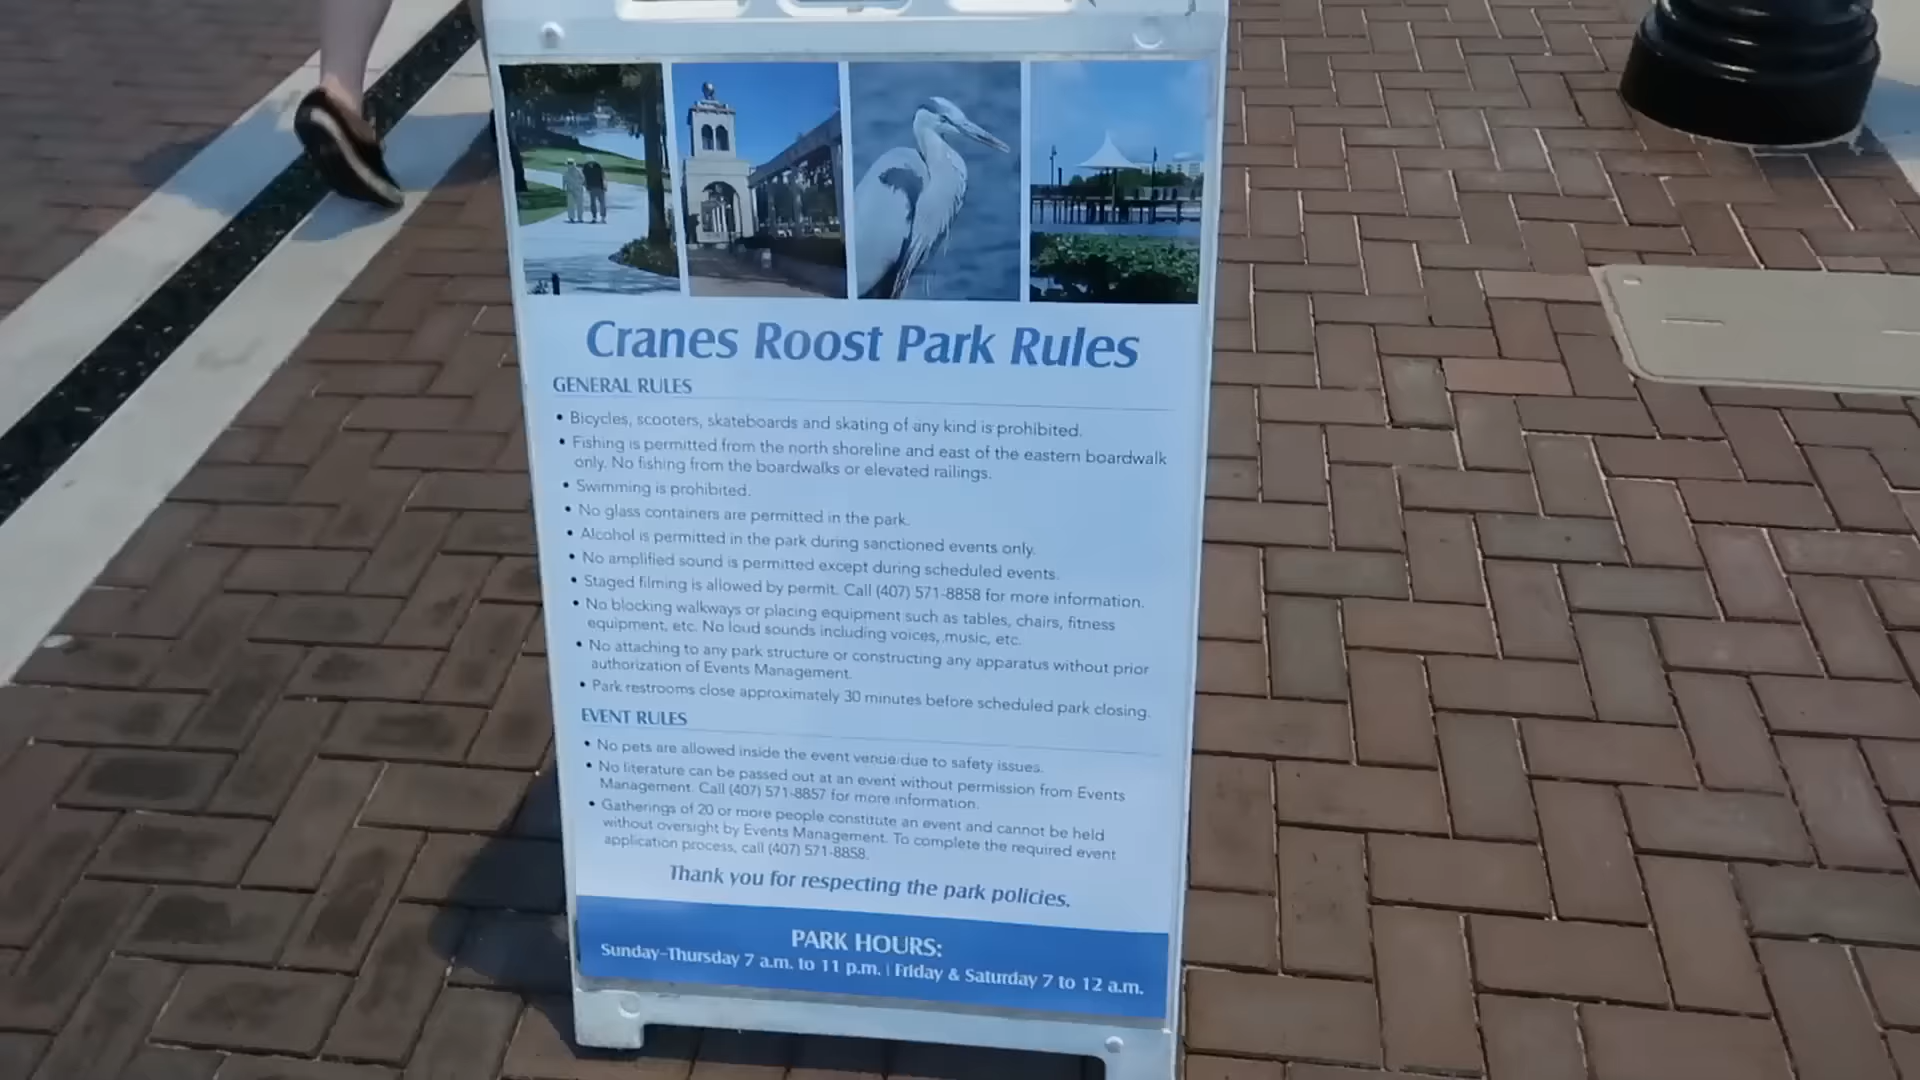 Cranes Roost Park Rules
GENERAL RULES
• Bicycles, scooters, skateboards and skating of any kind is prohibited.
• Fishing is permitted from the north shoreline and east of the eastern boardwalk
only. No fishing from the boardwalks or elevated railings.
• Swimming is prohibited.
• No glass containers are permitted in the park.
• Alcohol is permitted in the park during sanctioned events only.
• No amplified sound is permitted except during scheduled events.
• Staged filming is allowed by permit. Call (407) 571-8858 for more information.
• No blocking walkways or placing equipment such as tables, chairs, fitness
equipment, etc. No loud sounds including voices, music, etc.
• No attaching to any park structure or constructing any apparatus without prior
authorization of Events Management.
• Park restrooms close approximately 30 minutes before scheduled park closing.
EVENT RULES
• No pets are allowed inside the event venue due to safety issues.
• No literature can be passed out at an event without permission from Events
Management. Call (407) 571-8857 for more information.
• Gatherings of 20 or more people constitute an event and cannot be held
without oversight by Events Management. To complete the required event
application process, call (407) 571-8858.
Thank you for respecting the park policies.
PARK HOURS:
Sunday–Thursday 7 a.m. to 11 p.m. | Friday & Saturday 7 to 12 a.m.